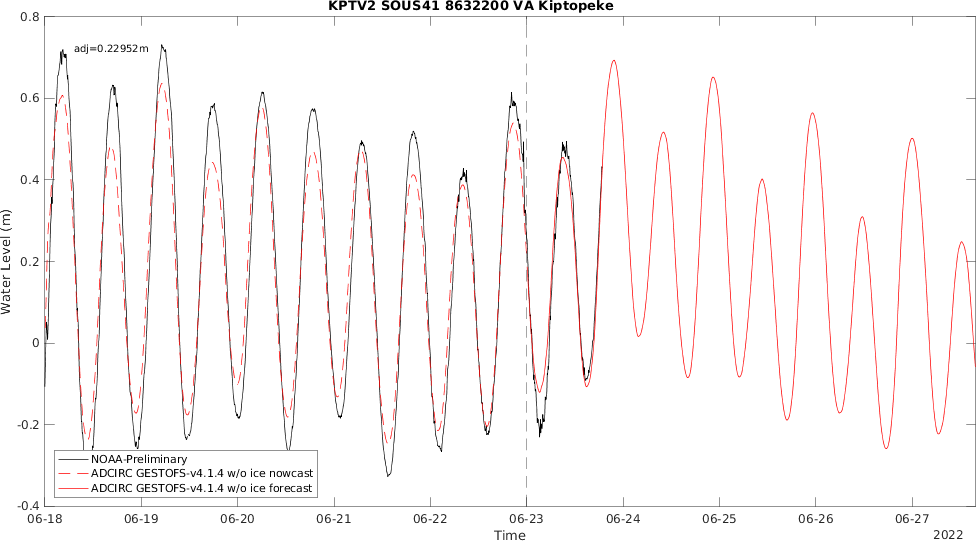 KPTV2 SOUS41 8632200 VA Kiptopeke
adj=0.22952m
0.8
0.6
0.4
0.2
0
-0.2
-0.4
Water Level (m)
NOAA-Preliminary
ADCIRC GESTOFS-v4.1.4 w/o ice nowcast
ADCIRC GESTOFS-v4.1.4 w/o ice forecast
06-18 06-19 06-20 06-21 06-22 06-23 06-24 06-25 06-26 06-27
Time
2022